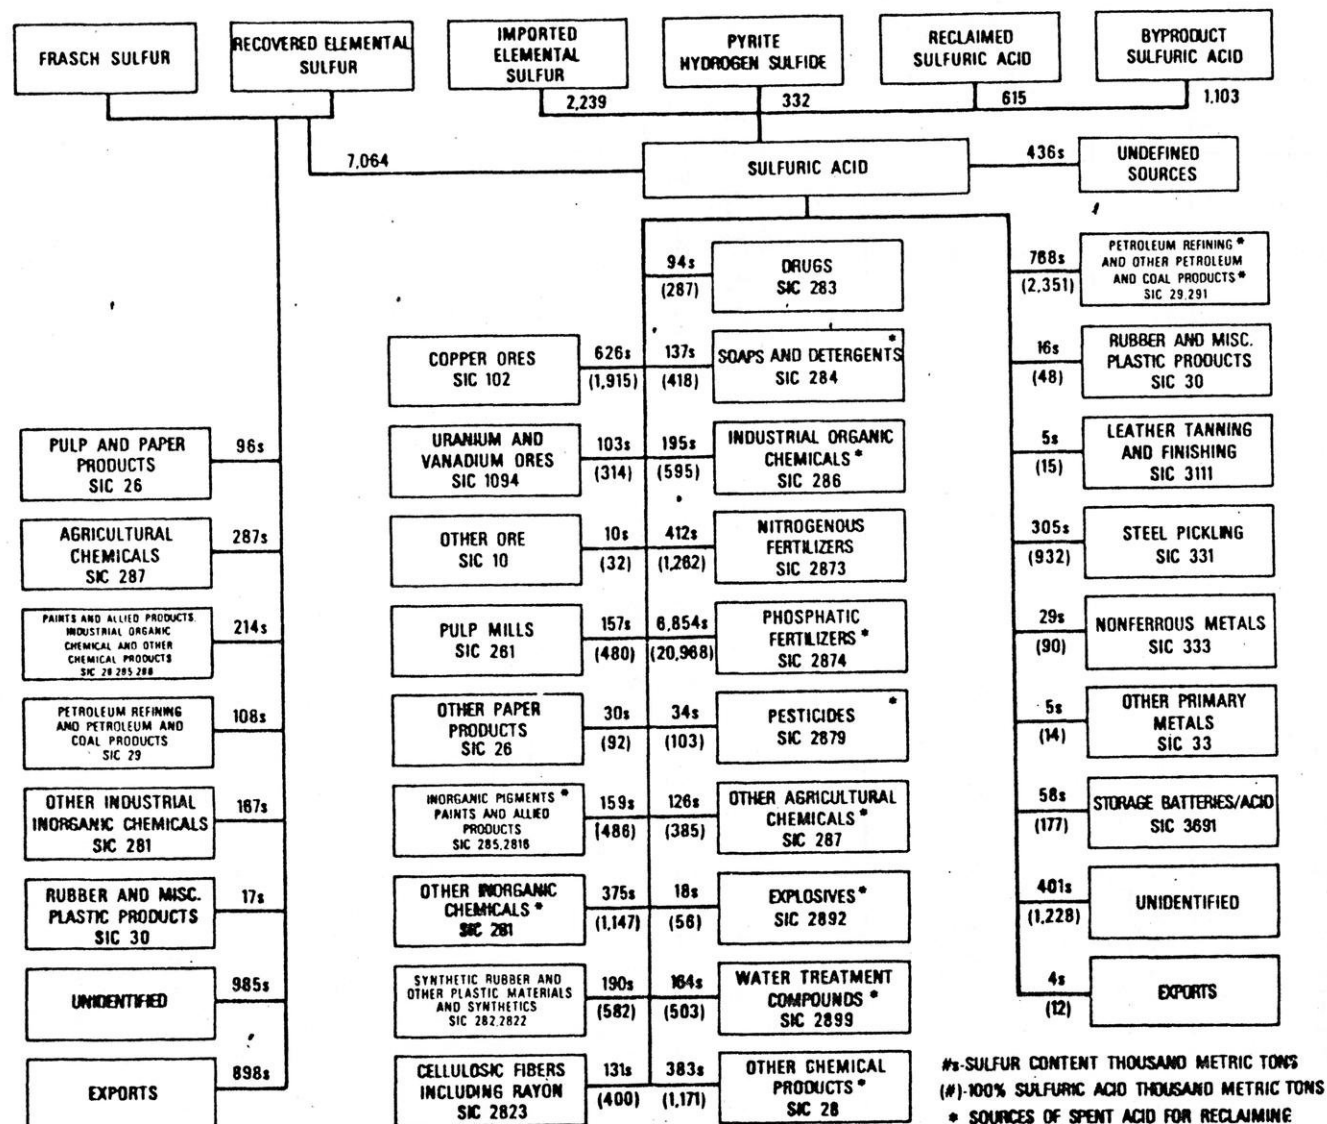 FRASCH SULFUR
RECOVERED ELEMENTAL
SULFUR
IMPORTED
ELEMENTAL
SULFUR
PYRITE
HYDROGEN SULFIDE
RECLAIMED
SULFURIC ACID
BYPRODUCT
SULFURIC ACID
2,239
332
615
1,103
7,064
SULFURIC ACID
436s
UNDEFINED
SOURCES
PULP AND PAPER
PRODUCTS
SIC 26
96s
AGRICULTURAL
CHEMICALS
SIC 287
287s
PAINTS AND ALLIED PRODUCTS
INDUSTRIAL ORGANIC
CHEMICAL AND OTHER
CHEMICAL PRODUCTS
SIC 28 285 286
214s
PETROLEUM REFINING
AND PETROLEUM AND
COAL PRODUCTS
SIC 29
108s
OTHER INDUSTRIAL
INORGANIC CHEMICALS
SIC 281
167s
RUBBER AND MISC.
PLASTIC PRODUCTS
SIC 30
17s
UNIDENTIFIED
985s
EXPORTS
898s
COPPER ORES
SIC 102
626s
(1,915)
URANIUM AND
VANADIUM ORES
SIC 1094
103s
(314)
OTHER ORE
SIC 10
10s
(32)
PULP MILLS
SIC 261
157s
(480)
OTHER PAPER
PRODUCTS
SIC 26
30s
(92)
INORGANIC PIGMENTS *
PAINTS AND ALLIED
PRODUCTS
SIC 285,2816
159s
(486)
OTHER INORGANIC
CHEMICALS *
SIC 281
375s
(1,147)
SYNTHETIC RUBBER AND
OTHER PLASTIC MATERIALS
AND SYNTHETICS
SIC 282,2822
190s
(582)
CELLULOSIC FIBERS
INCLUDING RAYON
SIC 2823
131s
(400)
94s
(287)
DRUGS
SIC 283
137s
(418)
SOAPS AND DETERGENTS *
SIC 284
195s
(595)
INDUSTRIAL ORGANIC
CHEMICALS *
SIC 286
412s
(1,262)
NITROGENOUS
FERTILIZERS
SIC 2873
6,854s
(20,968)
PHOSPHATIC
FERTILIZERS *
SIC 2874
34s
(103)
PESTICIDES *
SIC 2879
126s
(385)
OTHER AGRICULTURAL
CHEMICALS *
SIC 287
18s
(56)
EXPLOSIVES *
SIC 2892
164s
(503)
WATER TREATMENT
COMPOUNDS *
SIC 2899
383s
(1,171)
OTHER CHEMICAL
PRODUCTS *
SIC 28
768s
(2,351)
PETROLEUM REFINING *
AND OTHER PETROLEUM
AND COAL PRODUCTS *
SIC 29,291
16s
(48)
RUBBER AND MISC.
PLASTIC PRODUCTS
SIC 30
5s
(15)
LEATHER TANNING
AND FINISHING
SIC 3111
305s
(932)
STEEL PICKLING
SIC 331
29s
(90)
NONFERROUS METALS
SIC 333
5s
(14)
OTHER PRIMARY
METALS
SIC 33
58s
(177)
STORAGE BATTERIES/ACID
SIC 3691
401s
(1,228)
UNIDENTIFIED
4s
(12)
EXPORTS
#s-SULFUR CONTENT THOUSAND METRIC TONS
(#)-100% SULFURIC ACID THOUSAND METRIC TONS
* SOURCES OF SPENT ACID FOR RECLAIMING